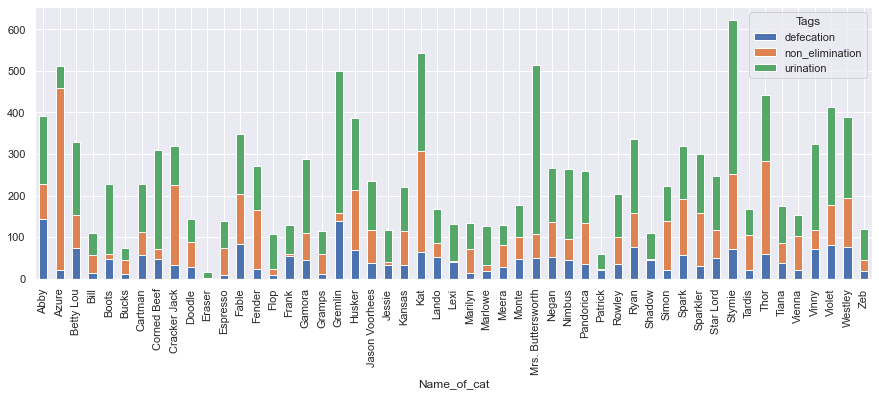 Tags
defecation
non_elimination
urination
600
500
400
300
200
100
0
Abby
Azure
Betty Lou
Bill
Boots
Bucks
Cartman
Corned Beef
Cracker Jack
Doodle
Eraser
Espresso
Fable
Fender
Flop
Frank
Gamora
Gramps
Gremlin
Husker
Jason Voorhees
Jessie
Kansas
Kat
Lando
Lexi
Marilyn
Marlowe
Meera
Monte
Mrs. Buttersworth
Negan
Nimbus
Pandorica
Patrick
Rowley
Ryan
Shadow
Simon
Spark
Sparkler
Star Lord
Stymie
Tardis
Thor
Tiana
Vienna
Vinny
Violet
Westley
Zeb
Name_of_cat